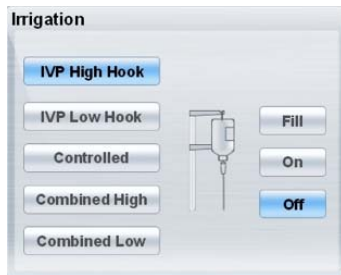 Irrigation
IVP High Hook
IVP Low Hook
Fill
Controlled
On
Combined High
Off
Combined Low